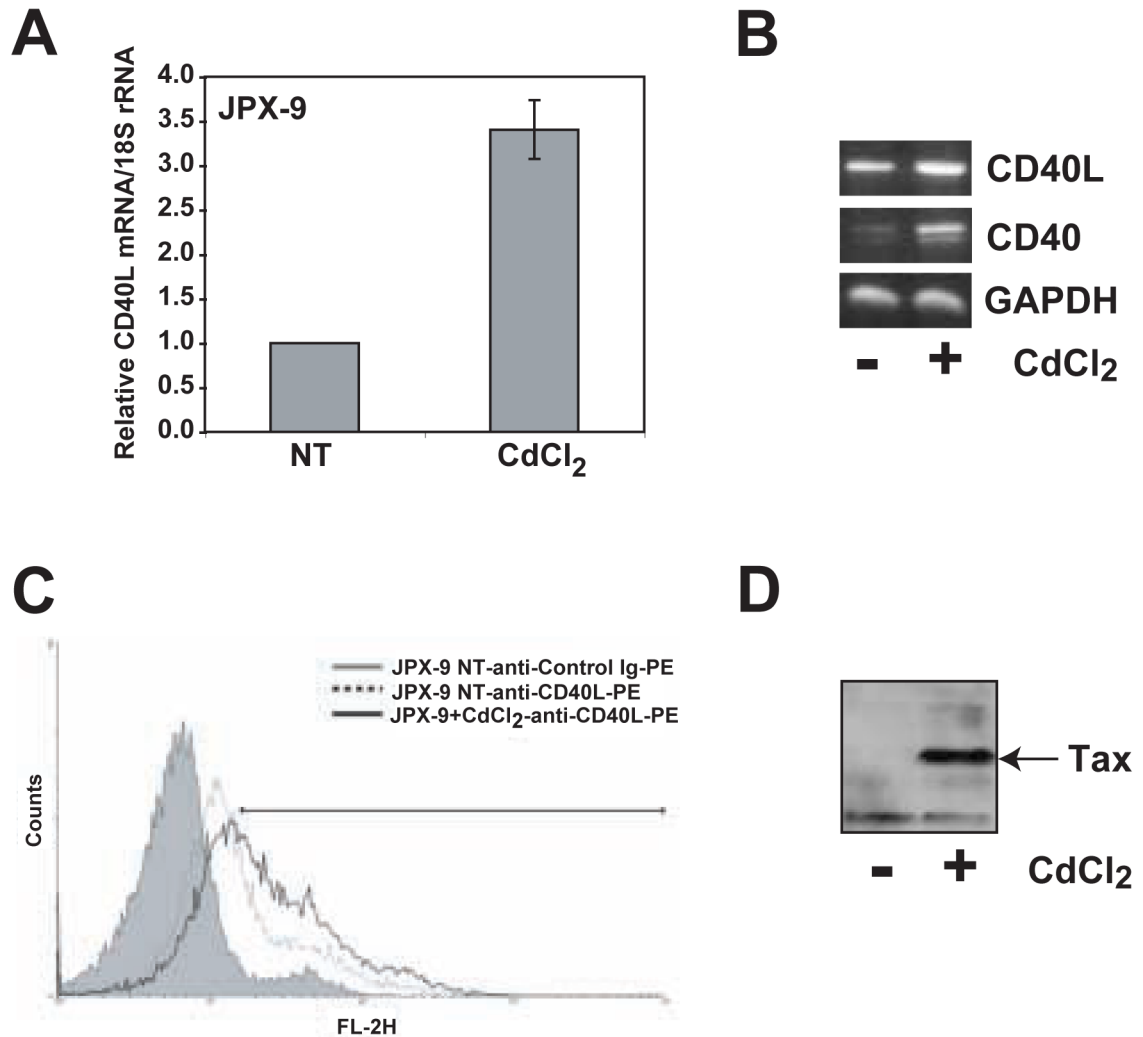 A
Relative CD40L mRNA/18S rRNA
4.0
3.5
3.0
2.5
2.0
1.5
1.0
0.5
0.0
JPX-9
NT
CdCl2
B
CD40L
CD40
GAPDH
- + CdCl2
C
JPX-9 NT-anti-Control Ig-PE
JPX-9 NT-anti-CD40L-PE
JPX-9+CdCl2-anti-CD40L-PE
Counts
FL-2H
D
Tax
- + CdCl2